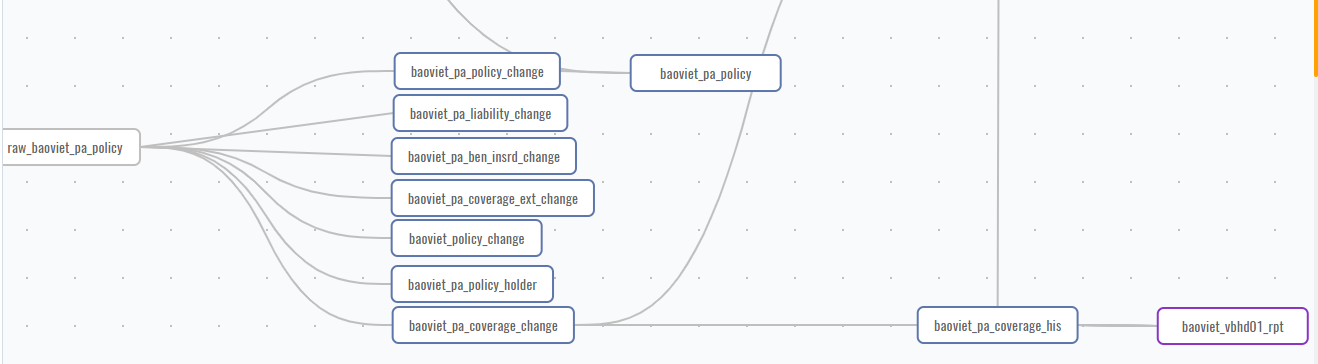 baoviet_pa_policy_change
baoviet_pa_policy
baoviet_pa_liability_change
raw_baoviet_pa_policy
baoviet_pa_ben_insrd_change
baoviet_pa_coverage_ext_change
baoviet_policy_change
baoviet_pa_policy_holder
baoviet_pa_coverage_change
baoviet_pa_coverage_his
baoviet_vbhd01_rpt